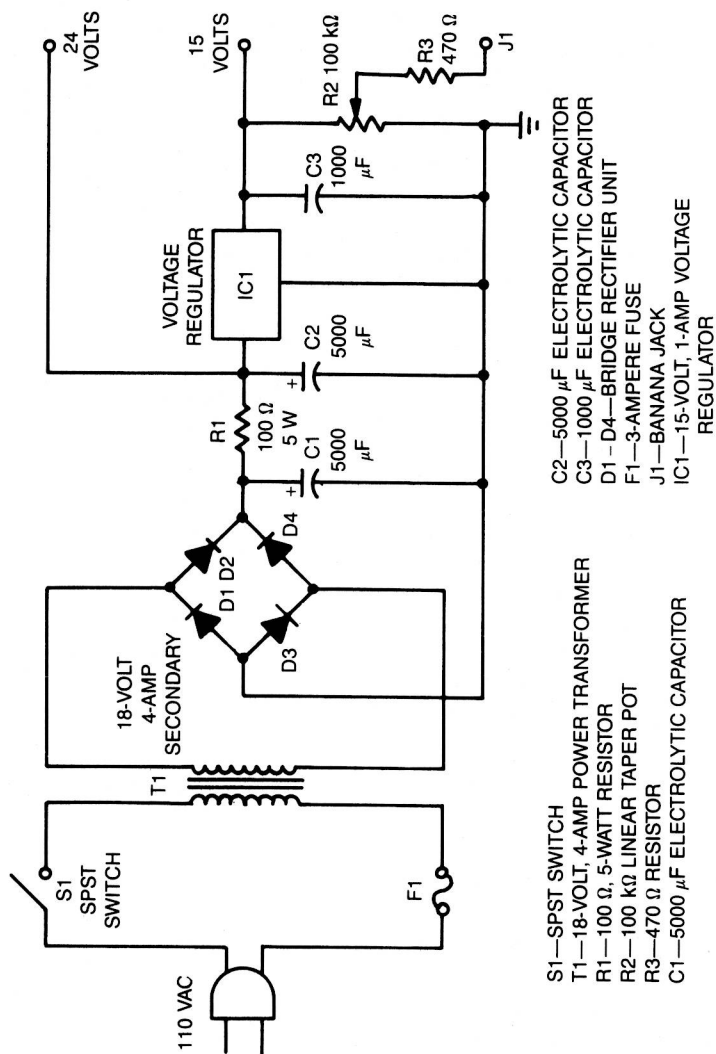 110 VAC
S1
SPST
SWITCH
F1
T1
18-VOLT
4-AMP
SECONDARY
D1 D2
D3
D4
R1
100 Ω
5 W
+
C1
5000
µF
+
C2
5000
µF
VOLTAGE
REGULATOR
IC1
C3
1000
µF
24
VOLTS
15
VOLTS
R2 100 kΩ
R3
470 Ω
J1
S1—SPST SWITCH
T1—18-VOLT, 4-AMP POWER TRANSFORMER
R1—100 Ω, 5-WATT RESISTOR
R2—100 kΩ LINEAR TAPER POT
R3—470 Ω RESISTOR
C1—5000 µF ELECTROLYTIC CAPACITOR
C2—5000 µF ELECTROLYTIC CAPACITOR
C3—1000 µF ELECTROLYTIC CAPACITOR
D1-D4—BRIDGE RECTIFIER UNIT
F1—3-AMPERE FUSE
J1—BANANA JACK
IC1—15-VOLT, 1-AMP VOLTAGE
REGULATOR